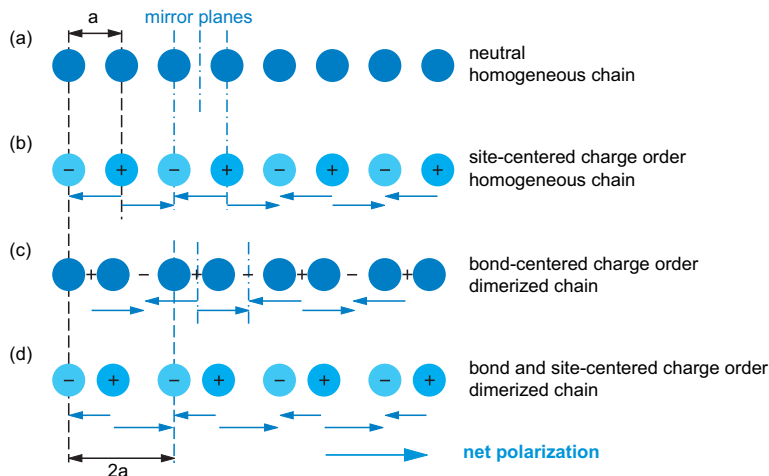 mirror planes
a
(a)
neutral
homogeneous chain
(b)
site-centered charge order
homogeneous chain
− + − + − + − +
(c)
bond-centered charge order
dimerized chain
+ − + − + − +
(d)
bond and site-centered charge order
dimerized chain
− + − + − + − +
net polarization
2a